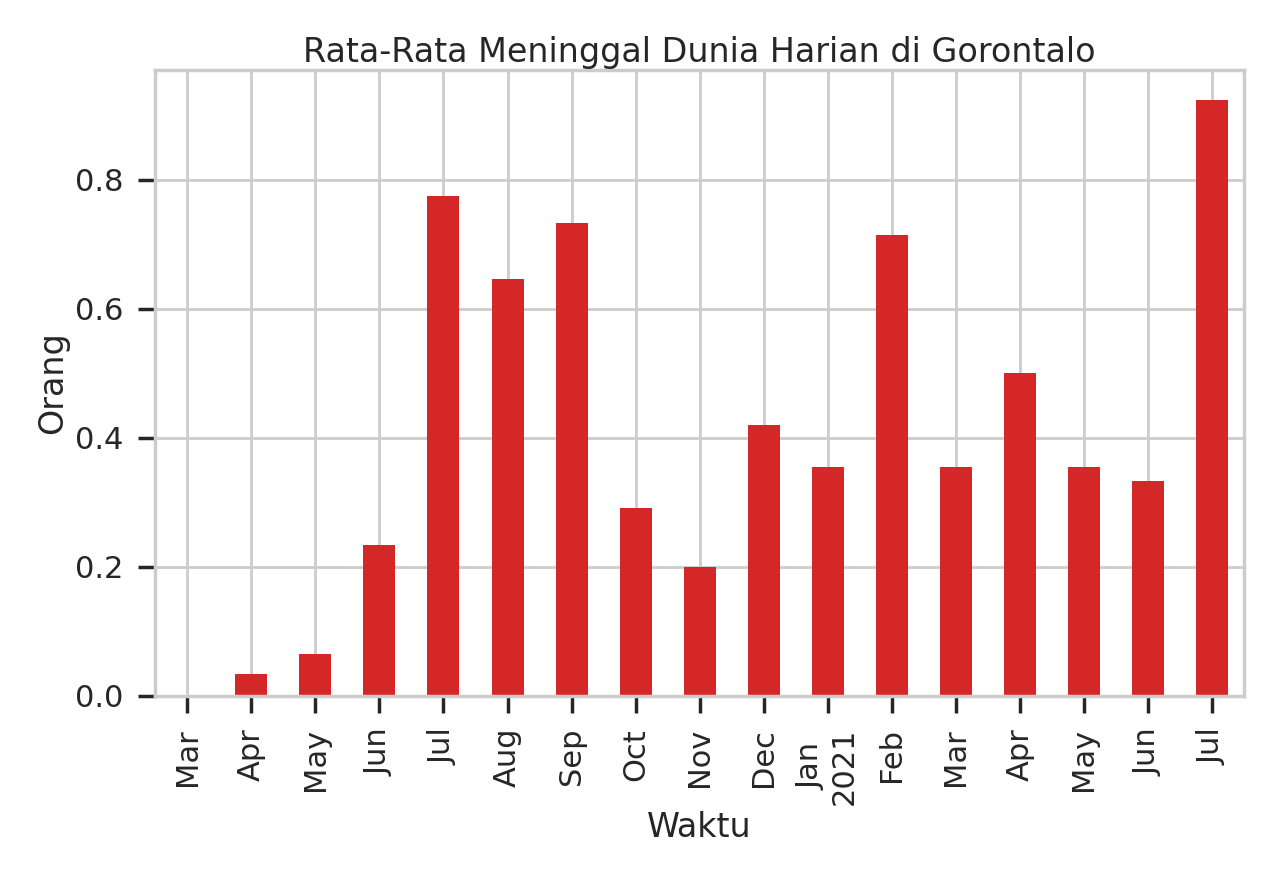 Rata-Rata Meninggal Dunia Harian di Gorontalo
Orang
0.8
0.6
0.4
0.2
0.0
Mar
Apr
May
Jun
Jul
Aug
Sep
Oct
Nov
Dec
Jan
2021
Feb
Mar
Apr
May
Jun
Jul
Waktu